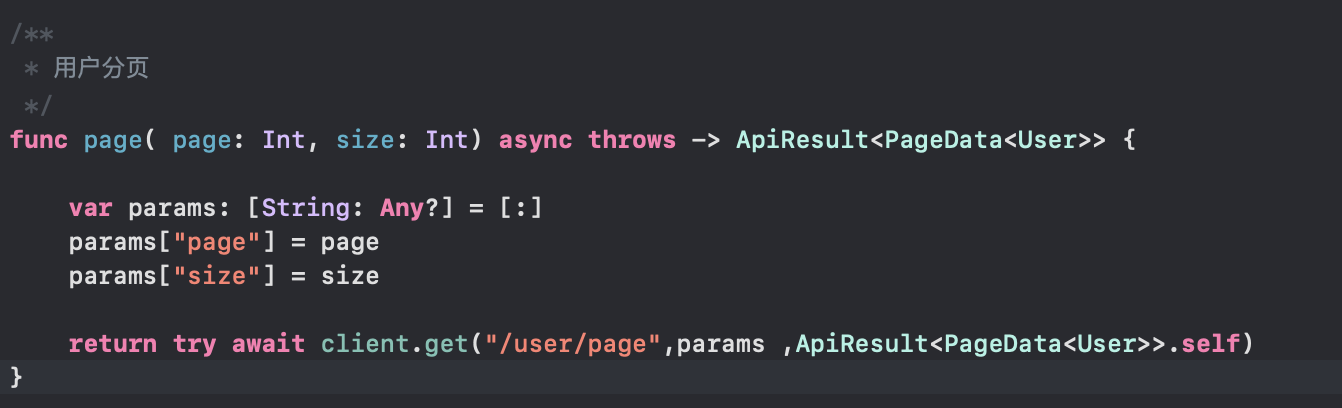 /**
 * 用户分页
 */
func page( page: Int, size: Int) async throws -> ApiResult<PageData<User>> {
    var params: [String: Any?] = [:]
    params["page"] = page
    params["size"] = size
    return try await client.get("/user/page",params ,ApiResult<PageData<User>>.self)
}